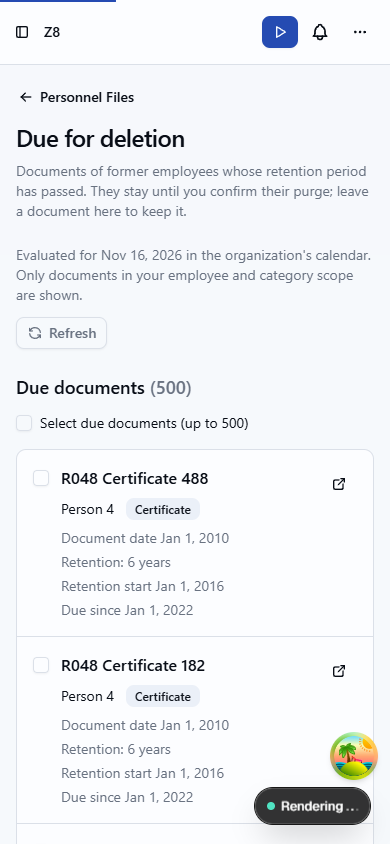 Z8
Personnel Files
Due for deletion
Documents of former employees whose retention period
has passed. They stay until you confirm their purge; leave
a document here to keep it.
Evaluated for Nov 16, 2026 in the organization's calendar.
Only documents in your employee and category scope
are shown.
Refresh
Due documents (500)
Select due documents (up to 500)
R048 Certificate 488
Person 4 Certificate
Document date Jan 1, 2010
Retention: 6 years
Retention start Jan 1, 2016
Due since Jan 1, 2022
R048 Certificate 182
Person 4 Certificate
Document date Jan 1, 2010
Retention: 6 years
Retention start Jan 1, 2016
Due since Jan 1, 2022
Rendering ...